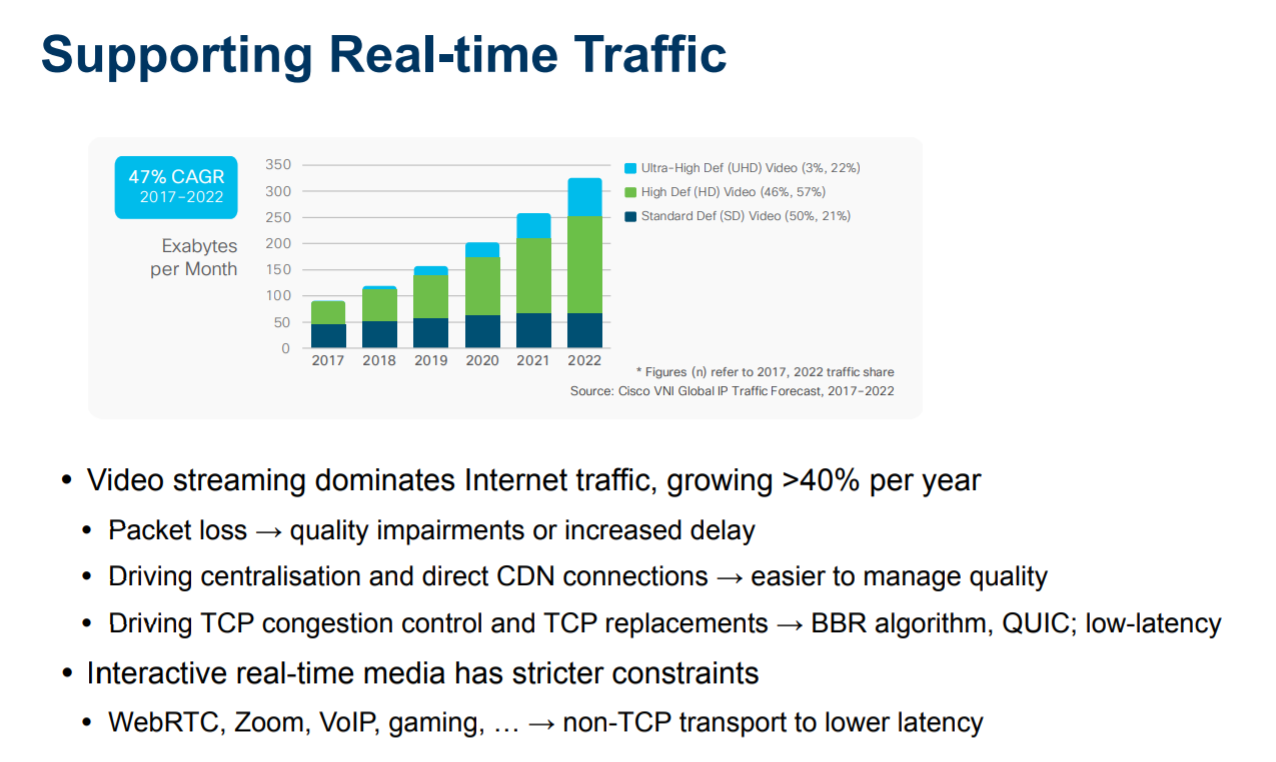 Supporting Real-time Traffic
47% CAGR
2017–2022
Exabytes
per Month
350
300
250
200
150
100
50
0
2017 2018 2019 2020 2021 2022
Ultra-High Def (UHD) Video (3%, 22%)
High Def (HD) Video (46%, 57%)
Standard Def (SD) Video (50%, 21%)
* Figures (n) refer to 2017, 2022 traffic share
Source: Cisco VNI Global IP Traffic Forecast, 2017–2022
• Video streaming dominates Internet traffic, growing >40% per year
• Packet loss → quality impairments or increased delay
• Driving centralisation and direct CDN connections → easier to manage quality
• Driving TCP congestion control and TCP replacements → BBR algorithm, QUIC; low-latency
• Interactive real-time media has stricter constraints
• WebRTC, Zoom, VoIP, gaming, … → non-TCP transport to lower latency